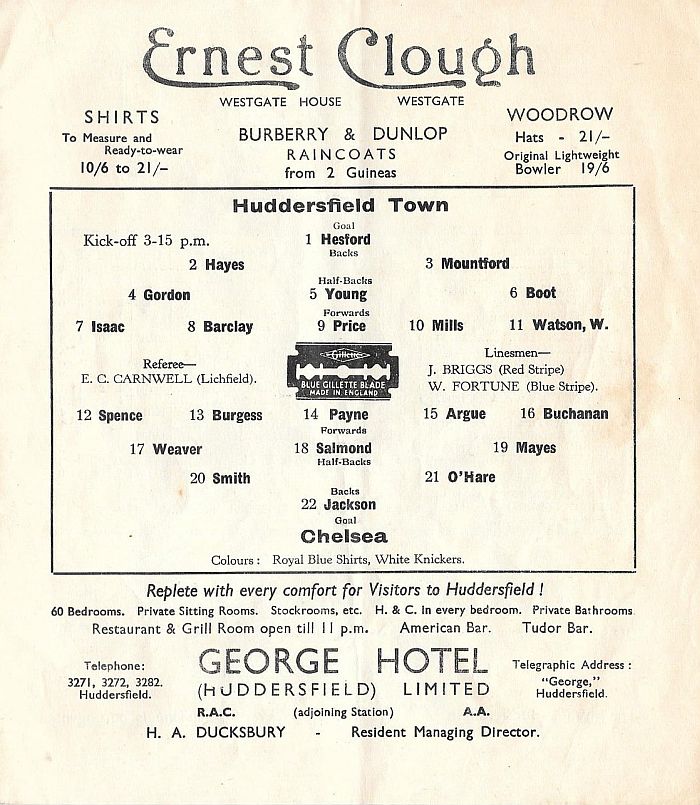 Ernest Clough
WESTGATE HOUSE WESTGATE
SHIRTS
To Measure and
Ready-to-wear
10/6 to 21/-
BURBERRY & DUNLOP
RAINCOATS
from 2 Guineas
WOODROW
Hats - 21/-
Original Lightweight
Bowler 19/6
Huddersfield Town
Kick-off 3-15 p.m.
Goal
1 Hesford
Backs
2 Hayes 3 Mountford
Half-Backs
4 Gordon 5 Young 6 Boot
Forwards
7 Isaac 8 Barclay 9 Price 10 Mills 11 Watson, W.
Referee—
E. C. CARNWELL (Lichfield).
Gillette
BLUE GILLETTE BLADE
MADE IN ENGLAND
Linesmen—
J. BRIGGS (Red Stripe)
W. FORTUNE (Blue Stripe).
12 Spence 13 Burgess 14 Payne 15 Argue 16 Buchanan
Forwards
17 Weaver 18 Salmond 19 Mayes
Half-Backs
20 Smith 21 O'Hare
Backs
22 Jackson
Goal
Chelsea
Colours : Royal Blue Shirts, White Knickers.
Replete with every comfort for Visitors to Huddersfield !
60 Bedrooms. Private Sitting Rooms. Stockrooms, etc. H. & C. in every bedroom. Private Bathrooms
Restaurant & Grill Room open till 11 p.m. American Bar. Tudor Bar.
Telephone:
3271, 3272, 3282.
Huddersfield.
GEORGE HOTEL
(HUDDERSFIELD) LIMITED
Telegraphic Address :
"George,"
Huddersfield.
R.A.C. (adjoining Station) A.A.
H. A. DUCKSBURY - Resident Managing Director.